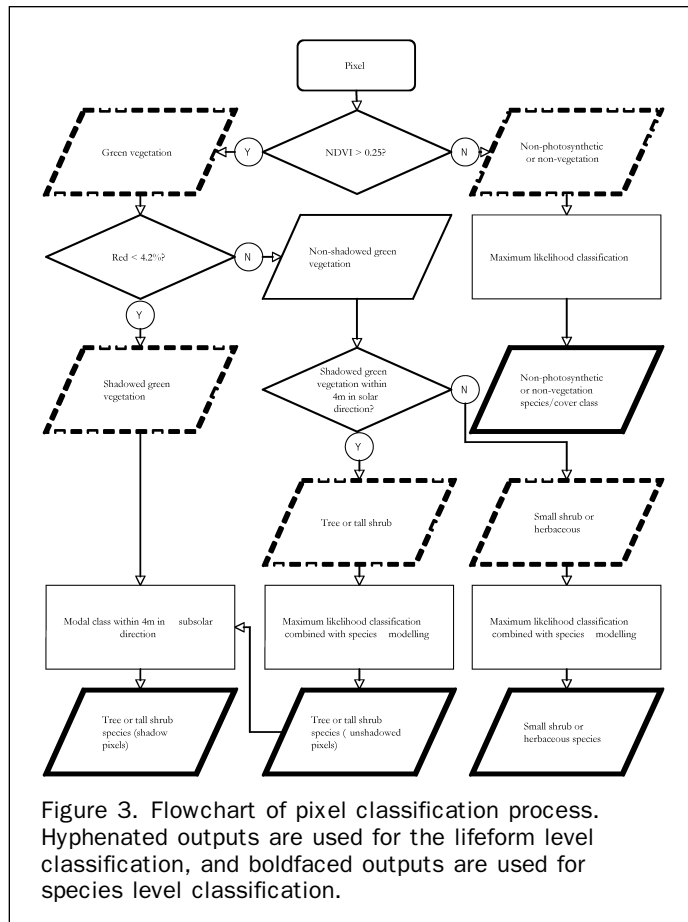 Pixel
Green vegetation
Y
NDVI > 0.25?
N
Non-photosynthetic
or non-vegetation
Red < 4.2%?
N
Non-shadowed green
vegetation
Maximum likelihood classification
Y
Shadowed green
vegetation
Shadowed green
vegetation within
4m in solar
direction?
N
Non-photosynthetic
or non-vegetation
species/cover class
Y
Tree or tall shrub
Small shrub or
herbaceous
Modal class within 4m in subsolar
direction
Maximum likelihood classification
combined with species modelling
Maximum likelihood classification
combined with species modelling
Tree or tall shrub
species (shadow
pixels)
Tree or tall shrub
species ( unshadowed
pixels)
Small shrub or
herbaceous species
Figure 3. Flowchart of pixel classification process.
Hyphenated outputs are used for the lifeform level
classification, and boldfaced outputs are used for
species level classification.